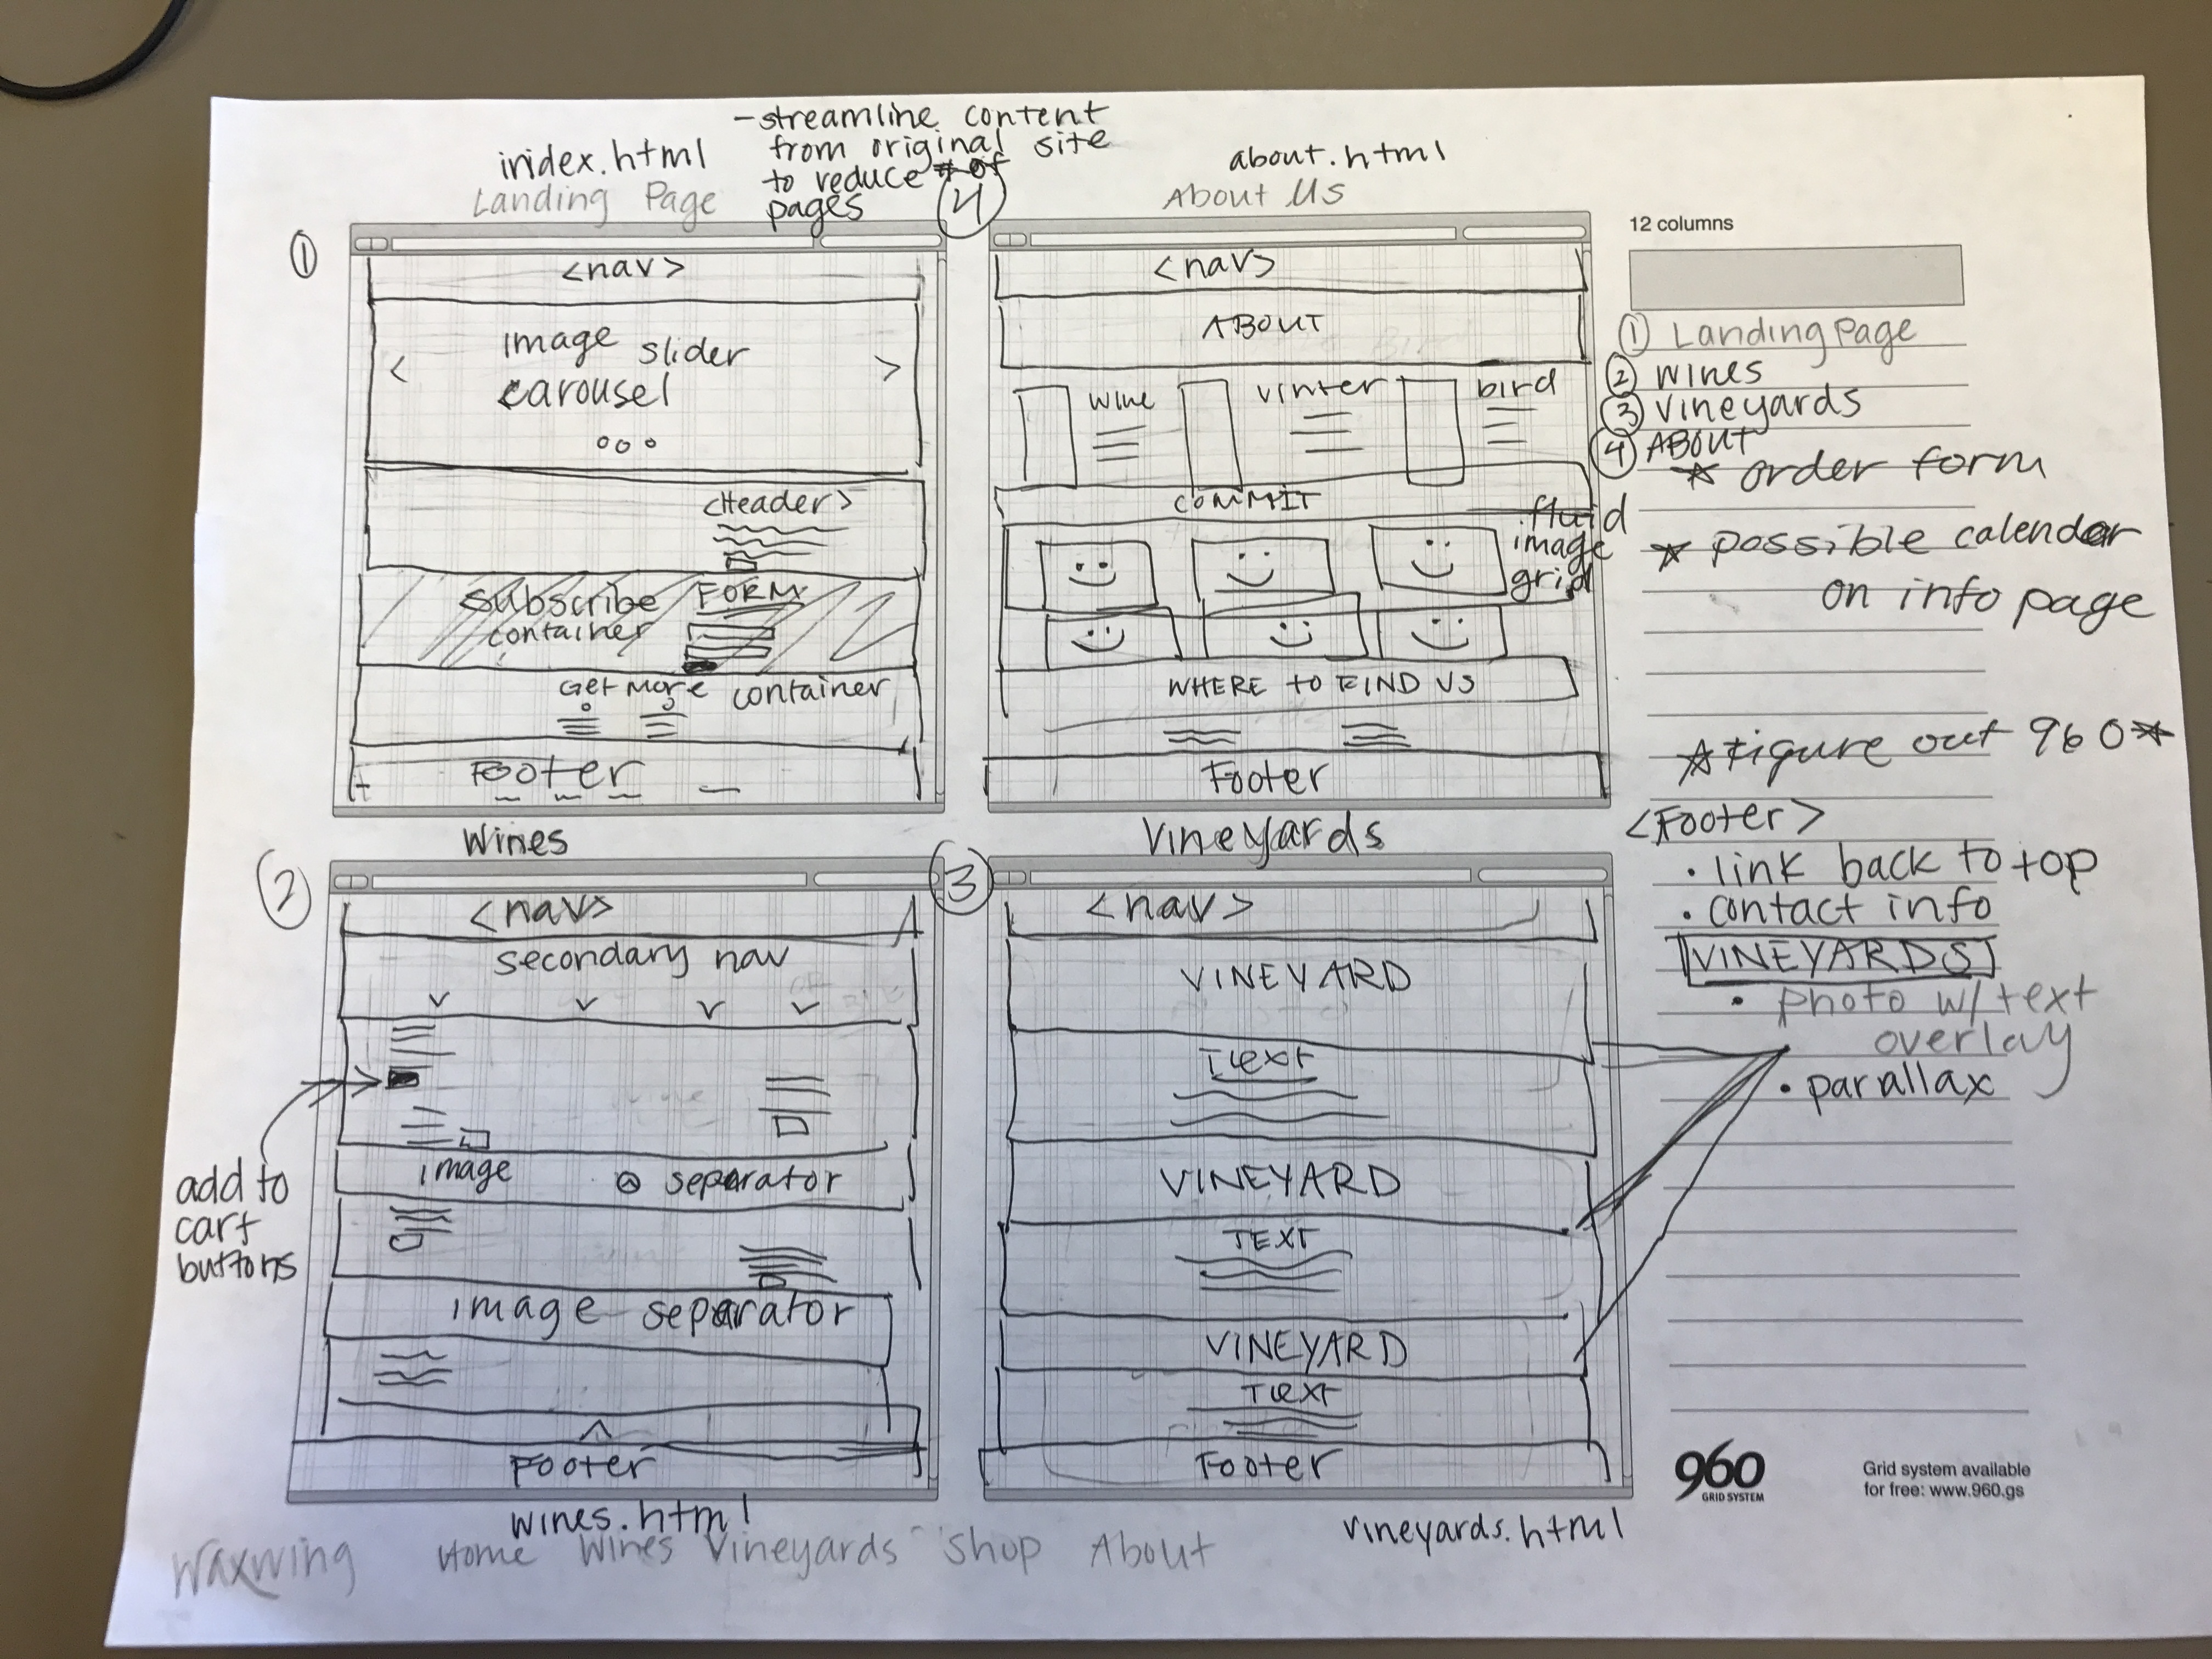 - streamline content
from original site
to reduce # of
pages
index.html
Landing Page
①
<nav>
image slider
carousel
<
>
<Header>
Subscribe FORM
container
Get more container
Footer
about.html
About Us
④
<nav>
ABOUT
wine
vinter
bird
COMMIT
fluid
image
grid
WHERE TO FIND US
Footer
②
Wines
<nav>
secondary nav
image separator
image separator
Footer
add to
cart
buttons
wines.html
③
Vineyards
<nav>
VINEYARD
TEXT
VINEYARD
TEXT
VINEYARD
TEXT
Footer
vineyards.html
Waxwing Home Wines Vineyards Shop About
12 columns
① Landing Page
② Wines
③ Vineyards
④ ABOUT
* order form
* possible calendar
on info page
* figure out 960 *
<Footer>
• link back to top
• contact info
VINEYARDS
• photo w/ text
overlay
• parallax
960
GRID SYSTEM
Grid system available
for free: www.960.gs